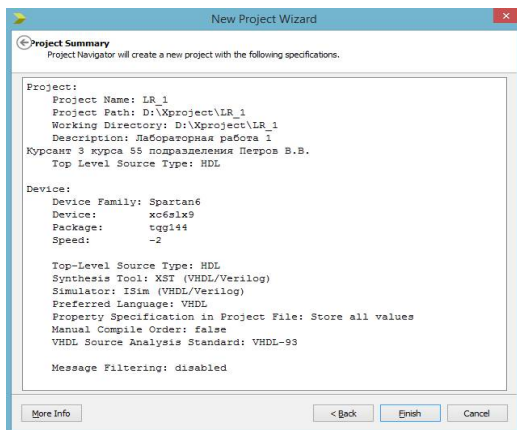 New Project Wizard
Project Summary
Project Navigator will create a new project with the following specifications.
Project:
Project Name: LR_1
Project Path: D:\Xproject\LR_1
Working Directory: D:\Xproject\LR_1
Description: Лабораторная работа 1
Курсант 3 курса 55 подразделения Петров В.В.
Top Level Source Type: HDL
Device:
Device Family: Spartan6
Device: xc6slx9
Package: tqg144
Speed: -2
Top-Level Source Type: HDL
Synthesis Tool: XST (VHDL/Verilog)
Simulator: ISim (VHDL/Verilog)
Preferred Language: VHDL
Property Specification in Project File: Store all values
Manual Compile Order: false
VHDL Source Analysis Standard: VHDL-93
Message Filtering: disabled
More Info < Back Finish Cancel